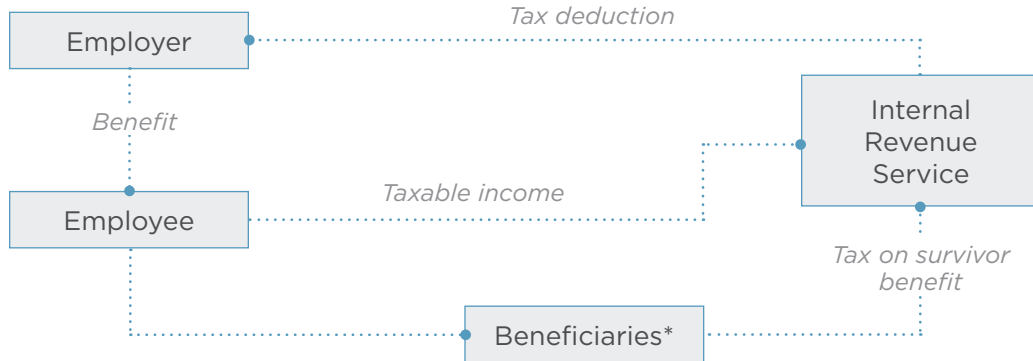 Tax deduction
Employer
Benefit
Internal
Revenue
Service
Taxable income
Employee
Tax on survivor
benefit
Beneficiaries*